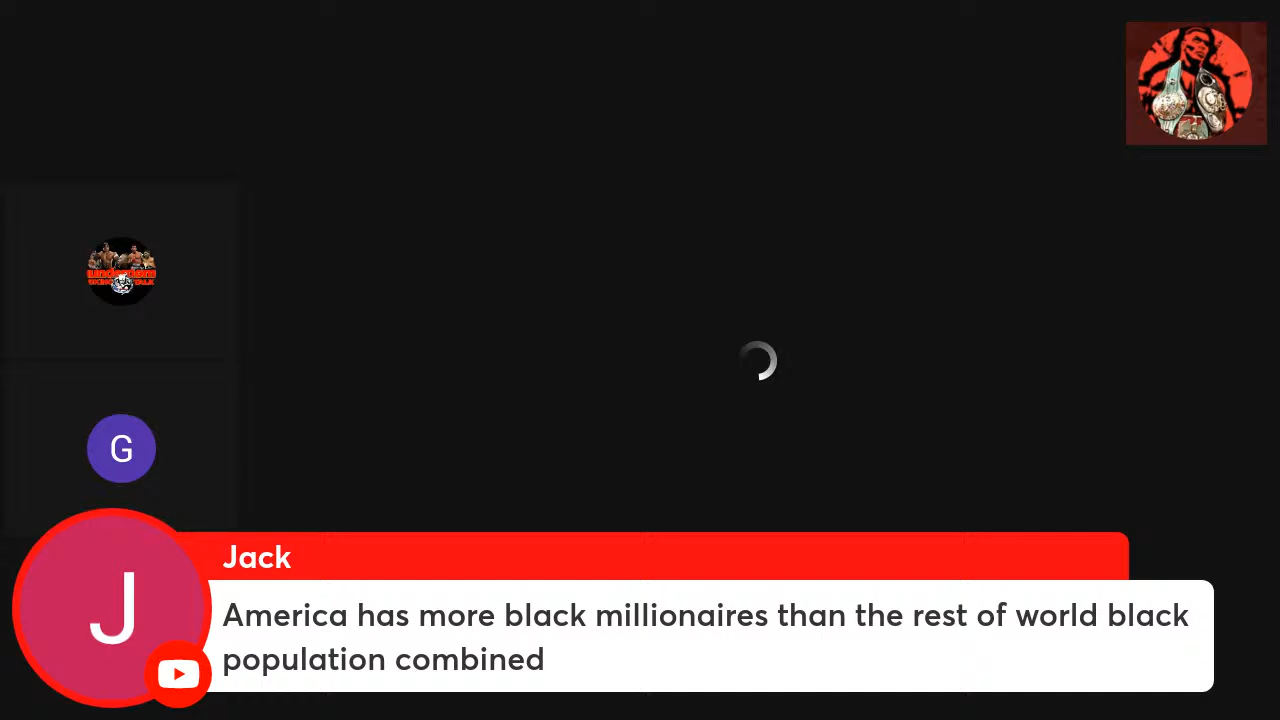 G
J
Jack
America has more black millionaires than the rest of world black
population combined